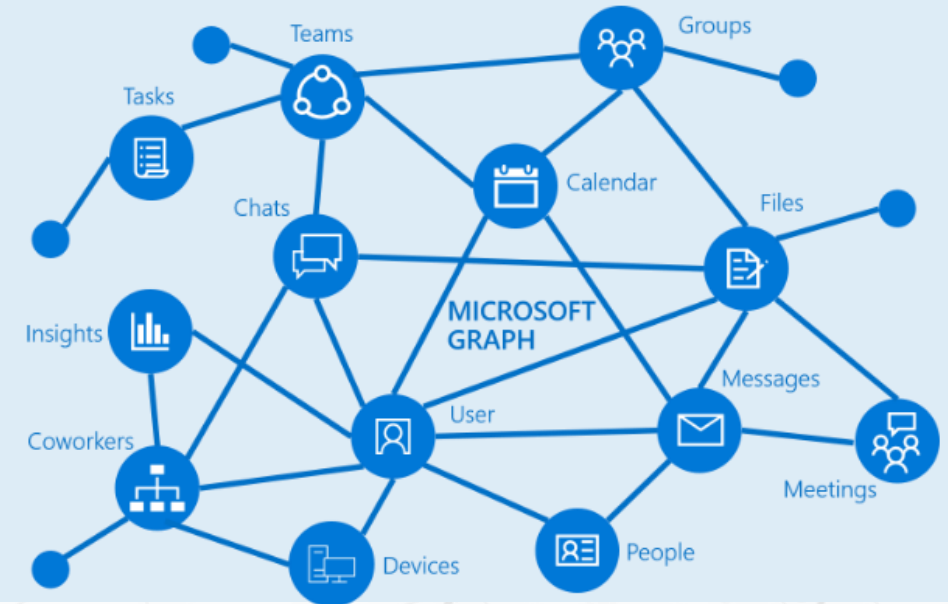 Teams
Groups
Tasks
Calendar
Chats
Files
MICROSOFT
GRAPH
Insights
Messages
User
Coworkers
Meetings
People
Devices